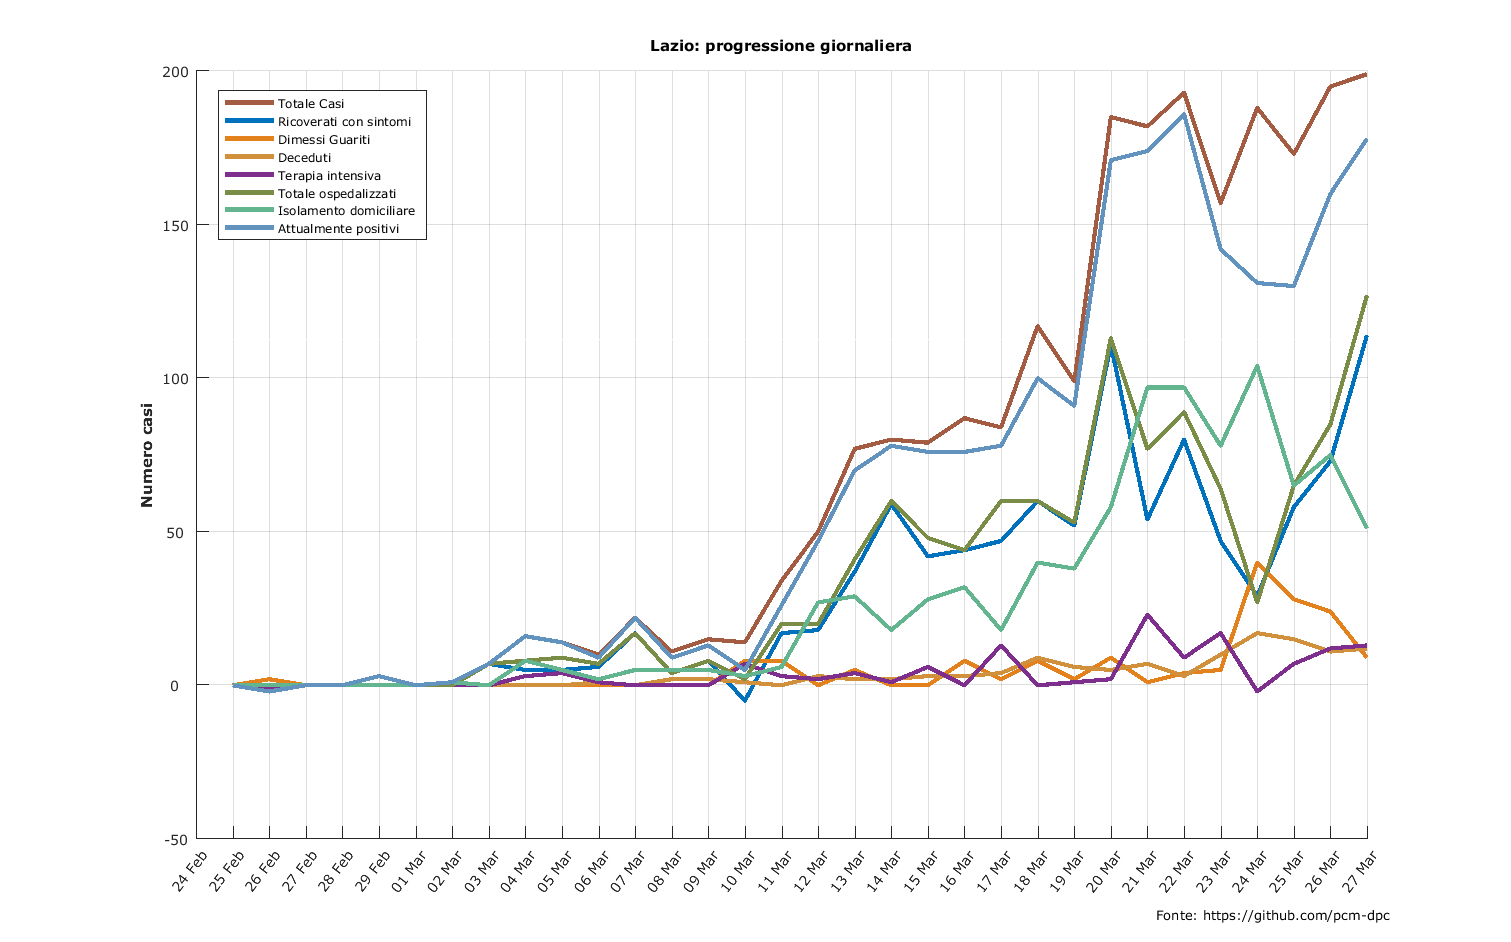 Lazio: progressione giornaliera
200
150
100
50
0
-50
Numero casi
Totale Casi
Ricoverati con sintomi
Dimessi Guariti
Deceduti
Terapia intensiva
Totale ospedalizzati
Isolamento domiciliare
Attualmente positivi
24 Feb
25 Feb
26 Feb
27 Feb
28 Feb
29 Feb
01 Mar
02 Mar
03 Mar
04 Mar
05 Mar
06 Mar
07 Mar
08 Mar
09 Mar
10 Mar
11 Mar
12 Mar
13 Mar
14 Mar
15 Mar
16 Mar
17 Mar
18 Mar
19 Mar
20 Mar
21 Mar
22 Mar
23 Mar
24 Mar
25 Mar
26 Mar
27 Mar
Fonte: https://github.com/pcm-dpc